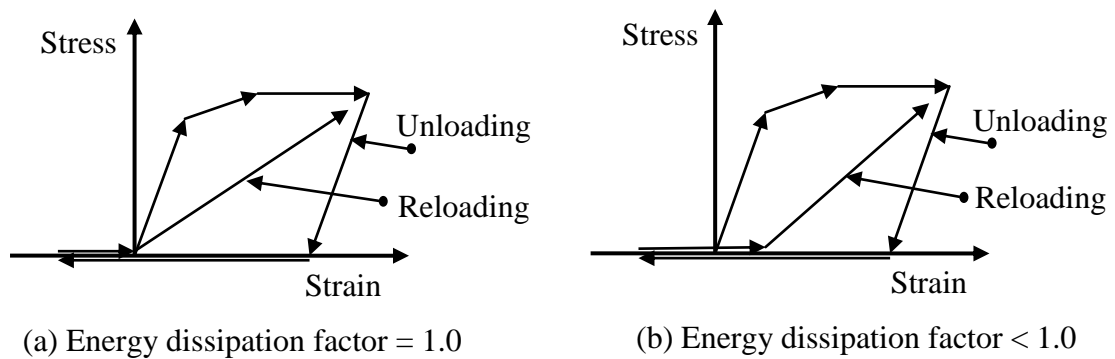 Stress
Unloading
Reloading
Strain
(a) Energy dissipation factor = 1.0
Stress
Unloading
Reloading
Strain
(b) Energy dissipation factor < 1.0